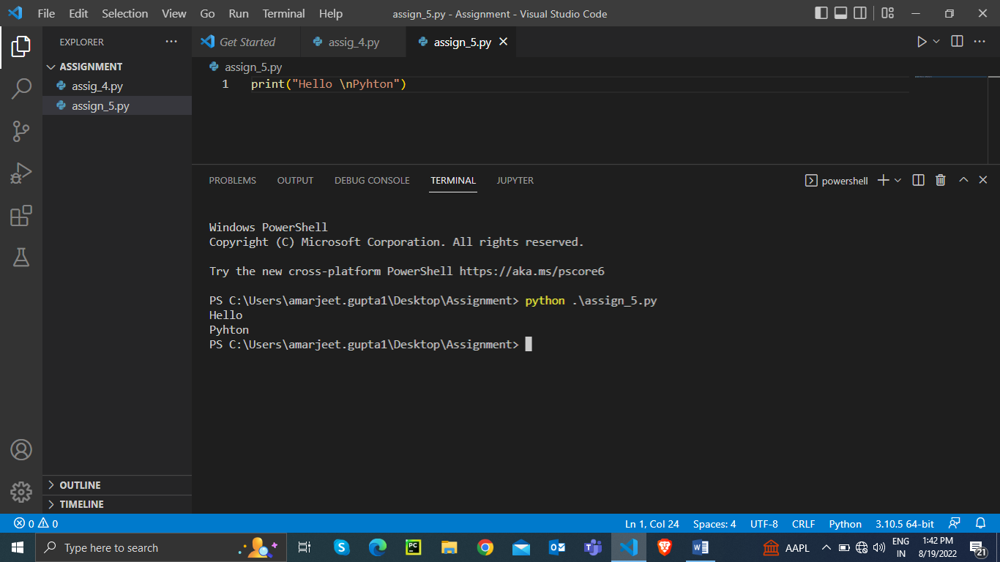 File Edit Selection View Go Run Terminal Help assign_5.py - Assignment - Visual Studio Code
EXPLORER
Get Started assig_4.py assign_5.py
ASSIGNMENT
assig_4.py
assign_5.py
assign_5.py
1 print("Hello \nPyhton")
PROBLEMS OUTPUT DEBUG CONSOLE TERMINAL JUPYTER powershell
Windows PowerShell
Copyright (C) Microsoft Corporation. All rights reserved.
Try the new cross-platform PowerShell https://aka.ms/pscore6
PS C:\Users\amarjeet.gupta1\Desktop\Assignment> python .\assign_5.py
Hello
Pyhton
PS C:\Users\amarjeet.gupta1\Desktop\Assignment>
OUTLINE
TIMELINE
0 0 Ln 1, Col 24 Spaces: 4 UTF-8 CRLF Python 3.10.5 64-bit
Type here to search
PC
AAPL
ENG
IN
1:42 PM
8/19/2022
21